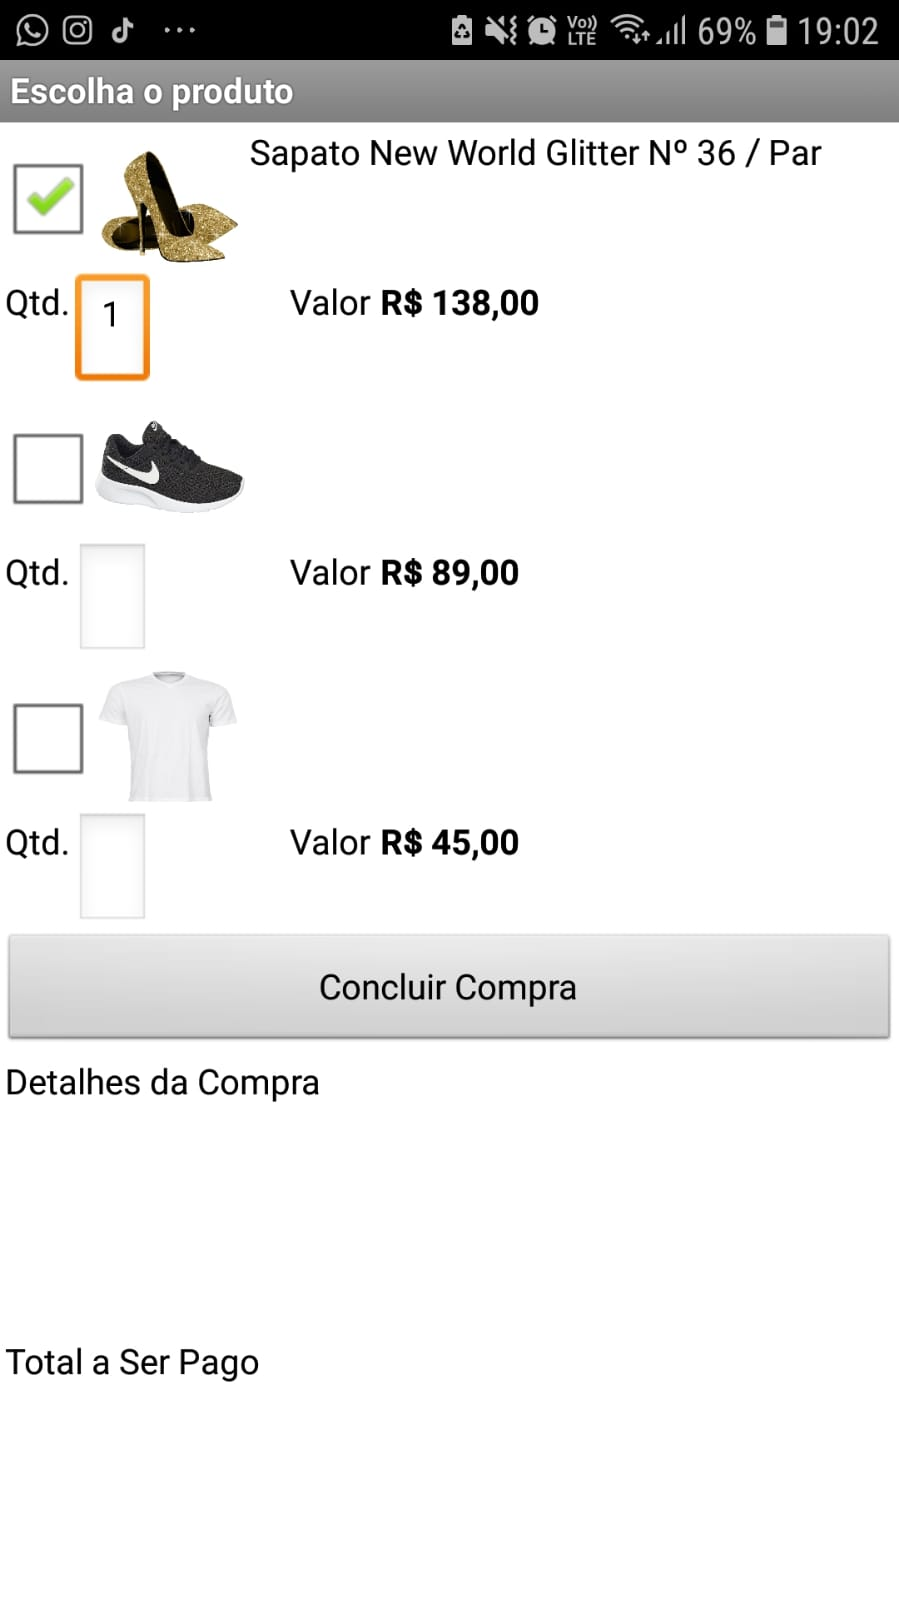 Vo)) LTE 69% 19:02
Escolha o produto
Sapato New World Glitter Nº 36 / Par
Qtd. 1 Valor R$ 138,00
Qtd. Valor R$ 89,00
Qtd. Valor R$ 45,00
Concluir Compra
Detalhes da Compra
Total a Ser Pago